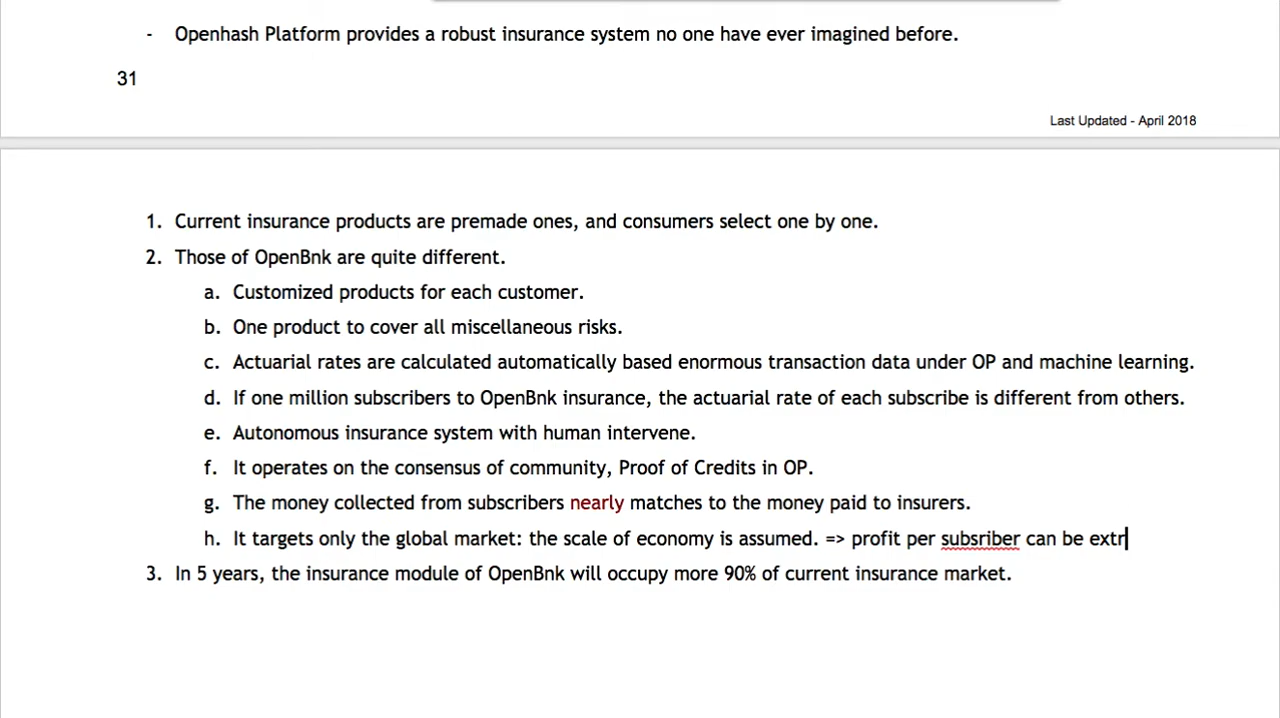 - Openhash Platform provides a robust insurance system no one have ever imagined before.
31
Last Updated - April 2018
1. Current insurance products are premade ones, and consumers select one by one.
2. Those of OpenBnk are quite different.
a. Customized products for each customer.
b. One product to cover all miscellaneous risks.
c. Actuarial rates are calculated automatically based enormous transaction data under OP and machine learning.
d. If one million subscribers to OpenBnk insurance, the actuarial rate of each subscribe is different from others.
e. Autonomous insurance system with human intervene.
f. It operates on the consensus of community, Proof of Credits in OP.
g. The money collected from subscribers nearly matches to the money paid to insurers.
h. It targets only the global market: the scale of economy is assumed. => profit per subsriber can be extr
3. In 5 years, the insurance module of OpenBnk will occupy more 90% of current insurance market.